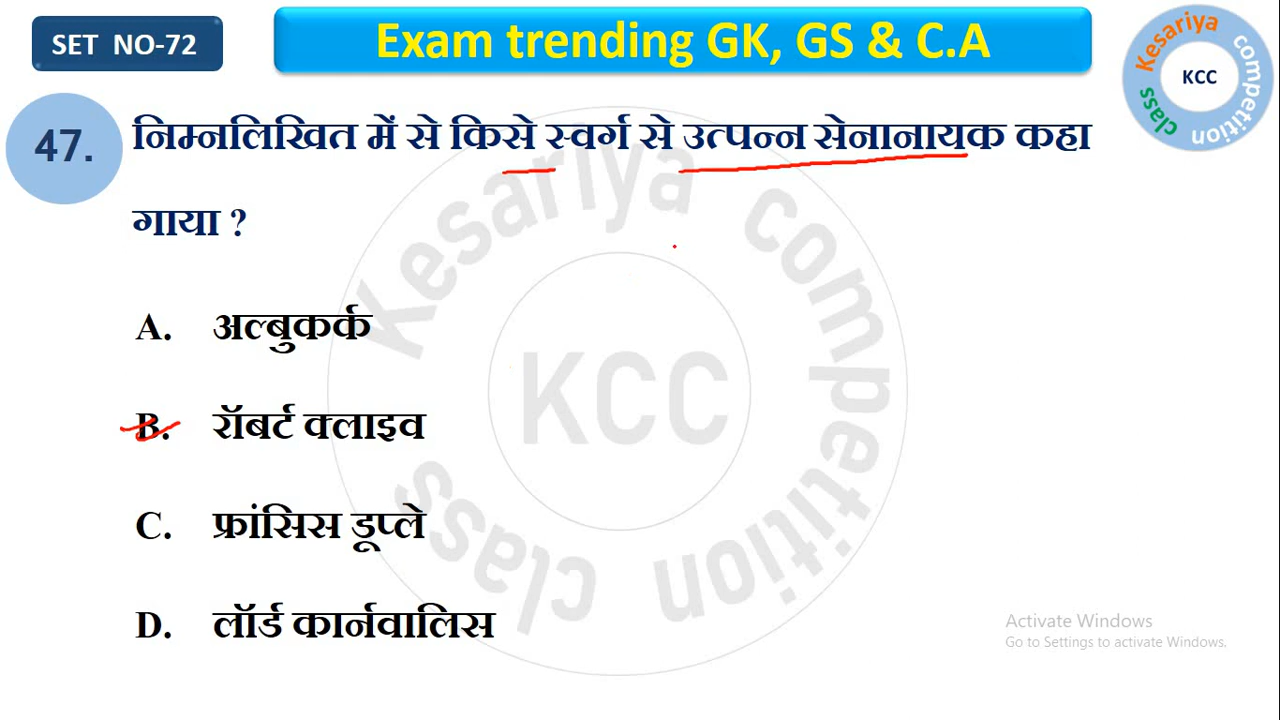 SET NO-72
Exam trending GK, GS & C.A
Kesariya competition class
KCC
47. निम्नलिखित में से किसे स्वर्ग से उत्पन्न सेनानायक कहा
गाया ?
A. अल्बुकर्क
B. रॉबर्ट क्लाइव
C. फ्रांसिस डूप्ले
D. लॉर्ड कार्नवालिस
Kesariya competition class
KCC
Activate Windows
Go to Settings to activate Windows.